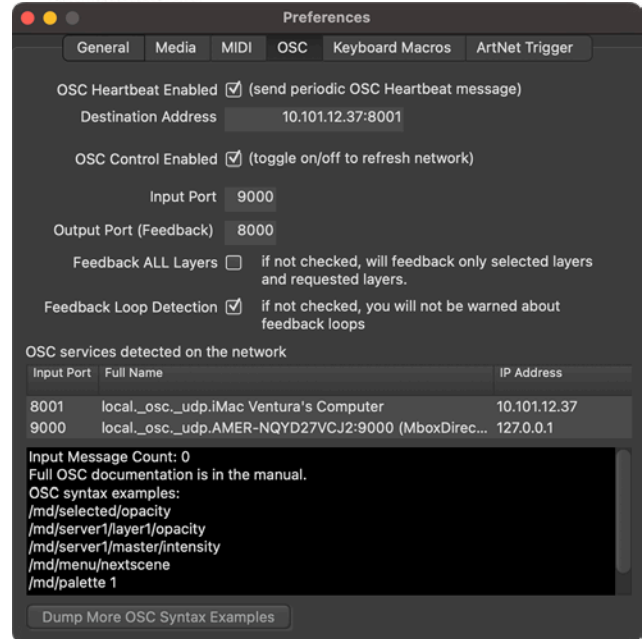 Preferences
General Media MIDI OSC Keyboard Macros ArtNet Trigger
OSC Heartbeat Enabled (send periodic OSC Heartbeat message)
Destination Address 10.101.12.37:8001
OSC Control Enabled (toggle on/off to refresh network)
Input Port 9000
Output Port (Feedback) 8000
Feedback ALL Layers if not checked, will feedback only selected layers
and requested layers.
Feedback Loop Detection if not checked, you will not be warned about
feedback loops
OSC services detected on the network
Input Port Full Name IP Address
8001 local._osc._udp.iMac Ventura's Computer 10.101.12.37
9000 local._osc._udp.AMER-NQYD27VCJ2:9000 (MboxDirec... 127.0.0.1
Input Message Count: 0
Full OSC documentation is in the manual.
OSC syntax examples:
/md/selected/opacity
/md/server1/layer1/opacity
/md/server1/master/intensity
/md/menu/nextscene
/md/palette 1
Dump More OSC Syntax Examples